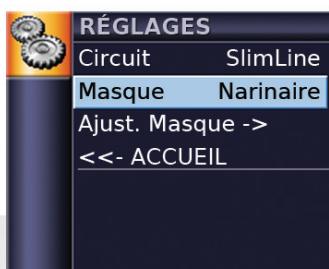 RÉGLAGES
Circuit SlimLine
Masque Narinaire
Ajust. Masque ->
<<- ACCUEIL